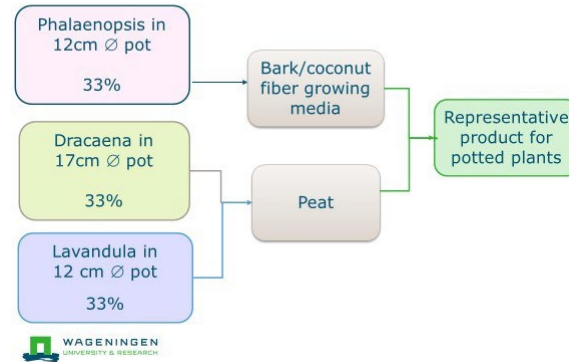 Phalaenopsis in
12cm ∅ pot
33%
Bark/coconut
fiber growing
media
Representative
product for
potted plants
Dracaena in
17cm ∅ pot
33%
Peat
Lavandula in
12 cm ∅ pot
33%
WAGENINGEN
UNIVERSITY & RESEARCH